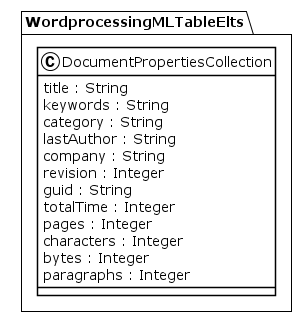 WordprocessingMLTableElts
C DocumentPropertiesCollection
title : String
keywords : String
category : String
lastAuthor : String
company : String
revision : Integer
guid : String
totalTime : Integer
pages : Integer
characters : Integer
bytes : Integer
paragraphs : Integer